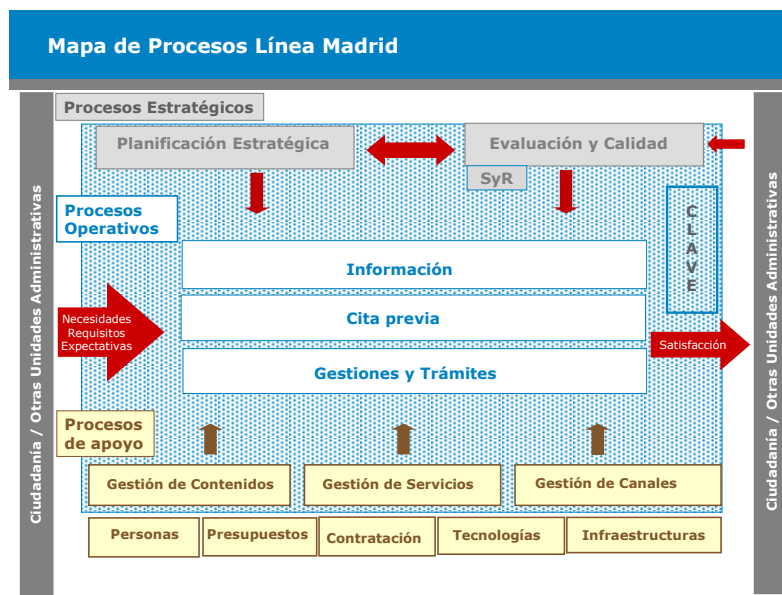 Mapa de Procesos Línea Madrid
Ciudadanía / Otras Unidades Administrativas
Procesos Estratégicos
Planificación Estratégica
Evaluación y Calidad
SyR
Procesos
Operativos
C
L
A
V
E
Información
Necesidades
Requisitos
Expectativas
Cita previa
Satisfacción
Gestiones y Trámites
Procesos
de apoyo
Gestión de Contenidos
Gestión de Servicios
Gestión de Canales
Personas
Presupuestos
Contratación
Tecnologías
Infraestructuras
Ciudadanía / Otras Unidades Administrativas